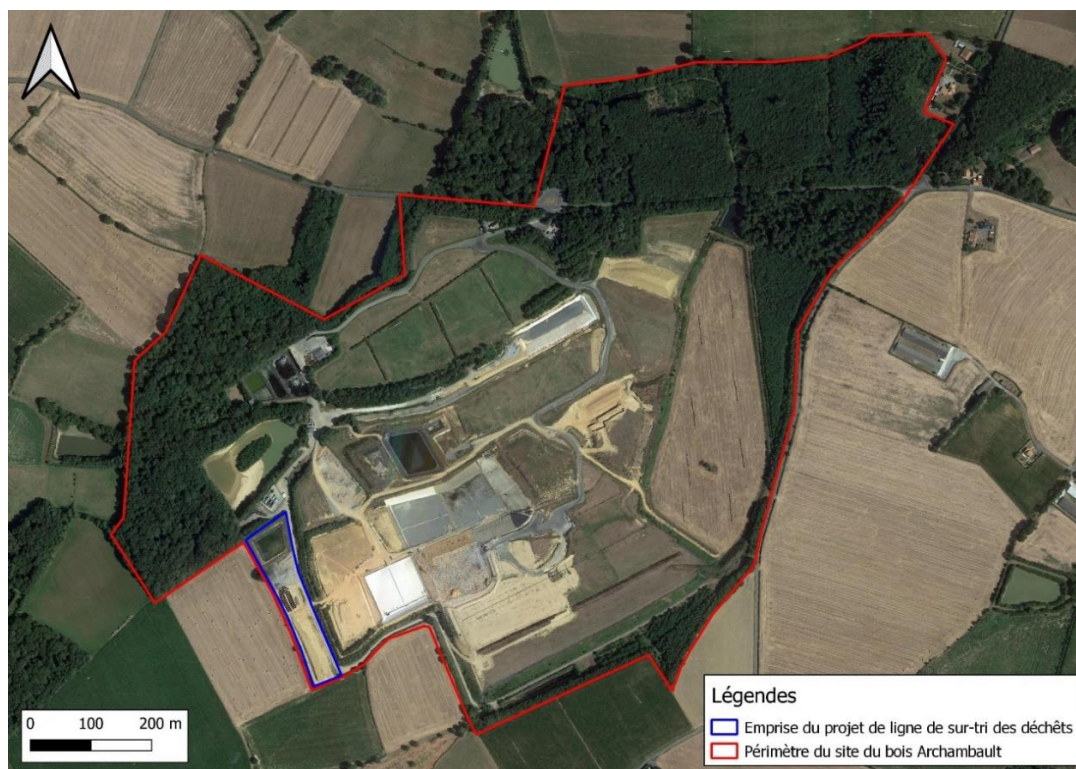 0 100 200 m
Légendes
Emprise du projet de ligne de sur-tri des déchêts
Périmètre du site du bois Archambault